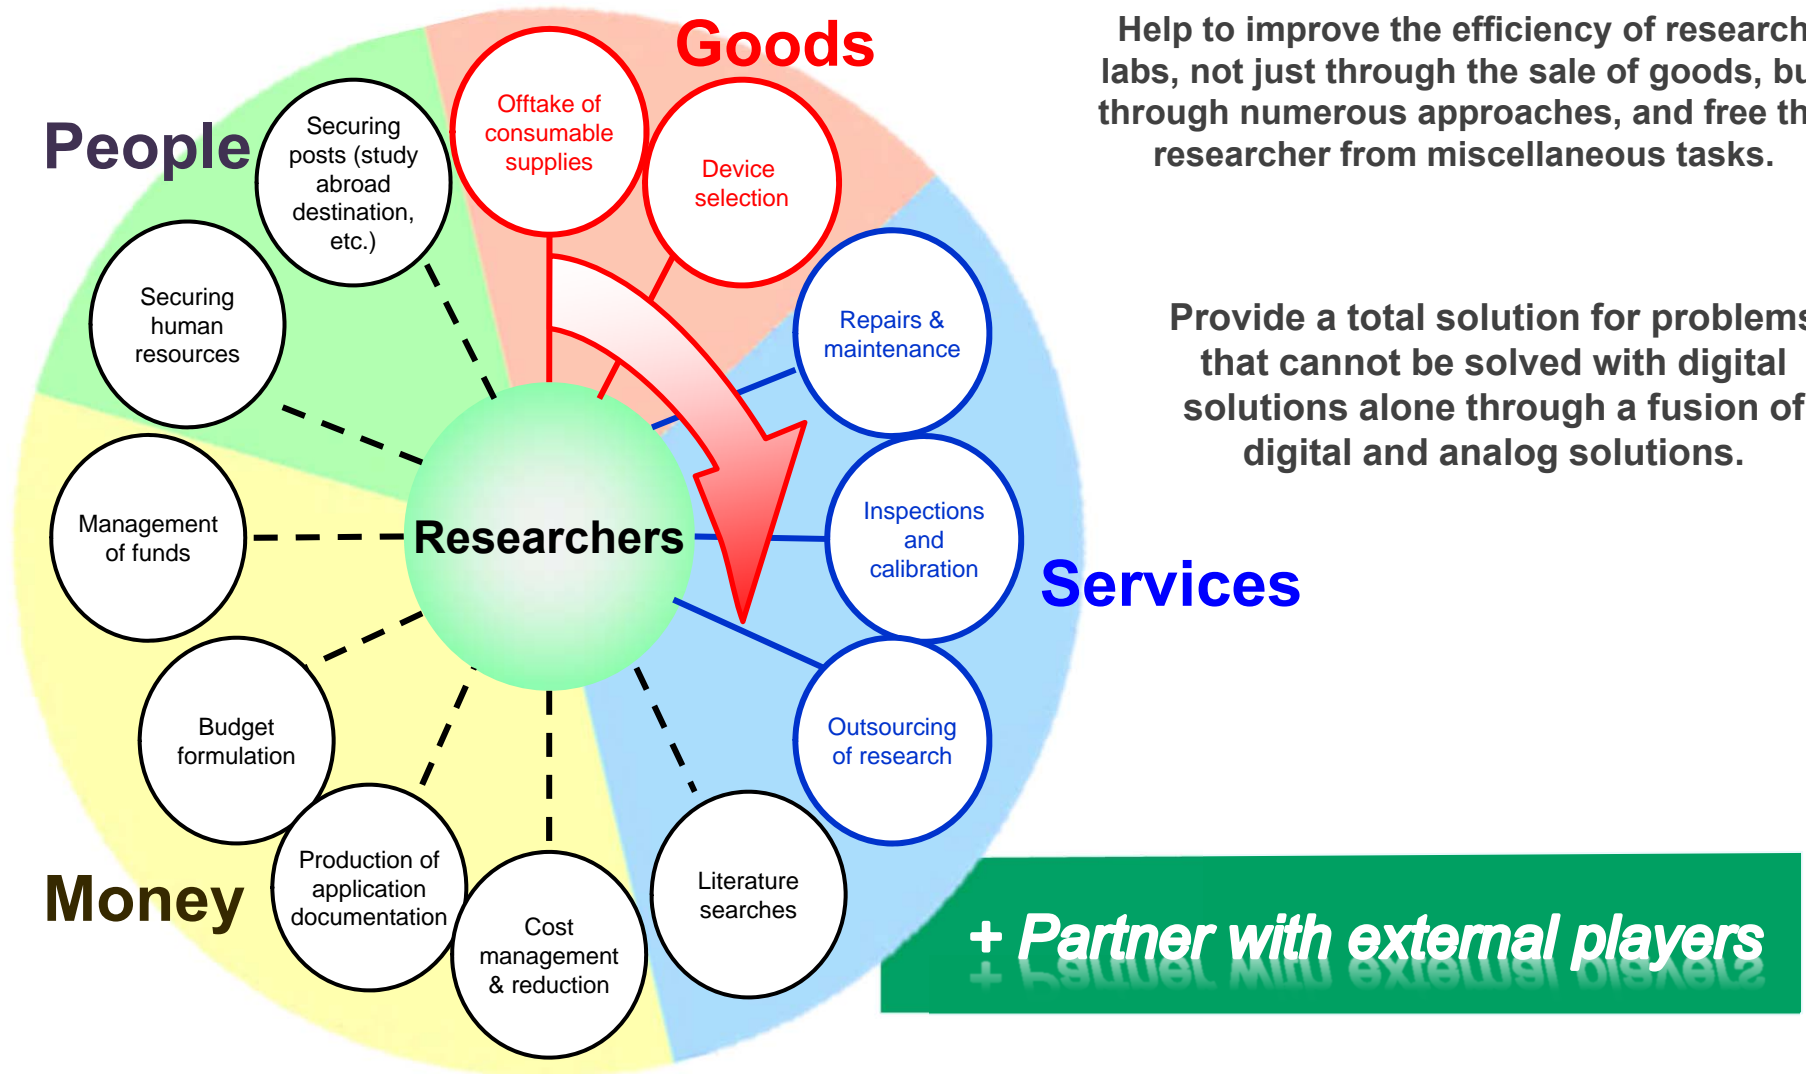 Goods
People
Services
Money
Researchers
Offtake of
consumable
supplies
Device
selection
Repairs &
maintenance
Inspections
and
calibration
Outsourcing
of research
Literature
searches
Cost
management
& reduction
Production of
application
documentation
Budget
formulation
Management
of funds
Securing
human
resources
Securing
posts (study
abroad
destination,
etc.)
Help to improve the efficiency of research
labs, not just through the sale of goods,
through numerous approaches, and free
researcher from miscellaneous tasks.
Provide a total solution for problems
that cannot be solved with digital
solutions alone through a fusion of
digital and analog solutions.
+ Partner with external players